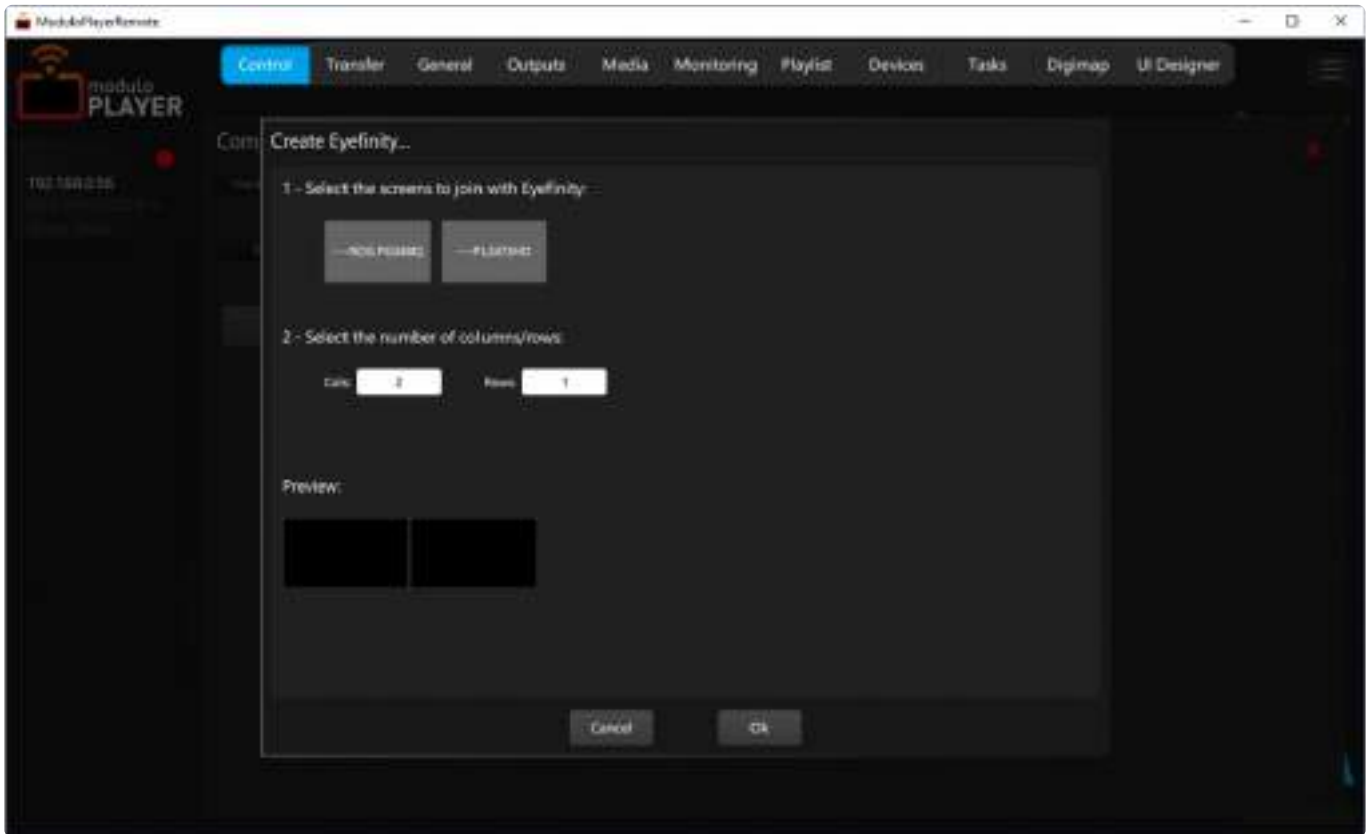 ModuloPlayerRemote
Control Transfer General Outputs Media Monitoring Playlist Devices Tasks Digimap UI Designer
modulo
PLAYER
Create Eyefinity...
1 - Select the screens to join with Eyefinity:
2 - Select the number of columns/rows:
Cols: 2 Rows: 1
Preview:
Cancel Ok